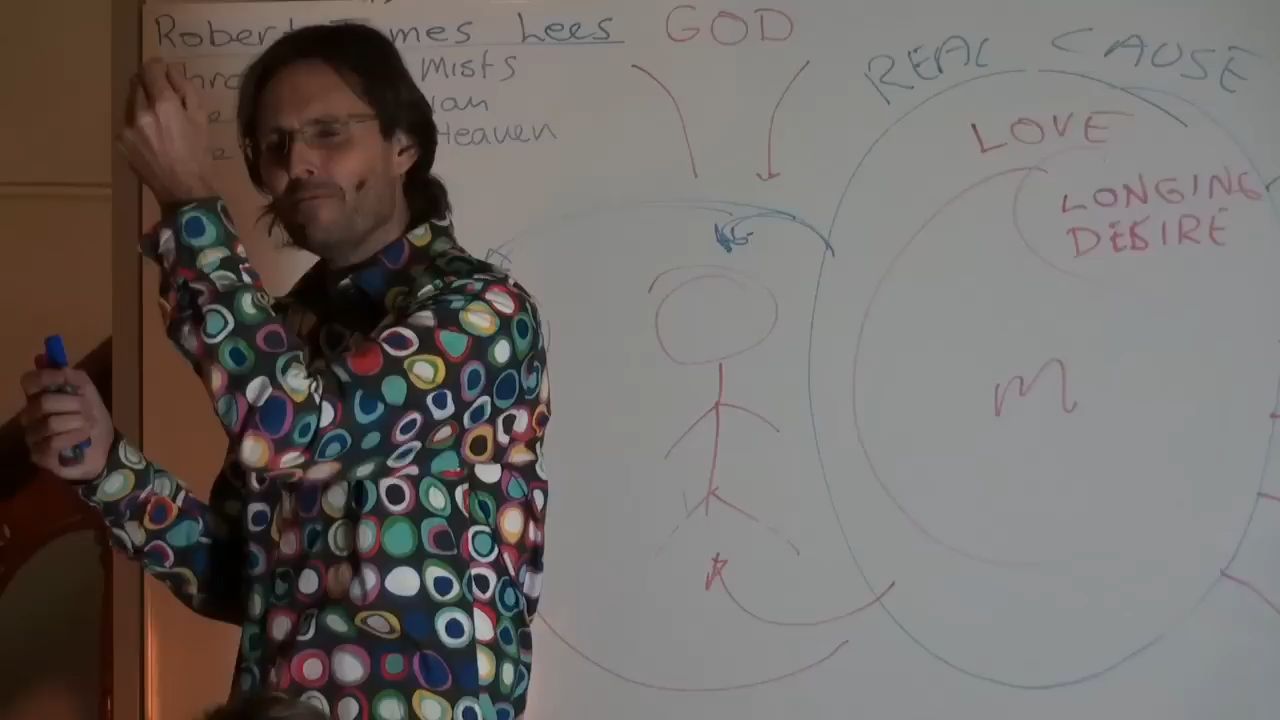 Robert James Lees
Mists
Heaven
GOD
REAL CAUSE
LOVE
LONGING
DESIRE
M